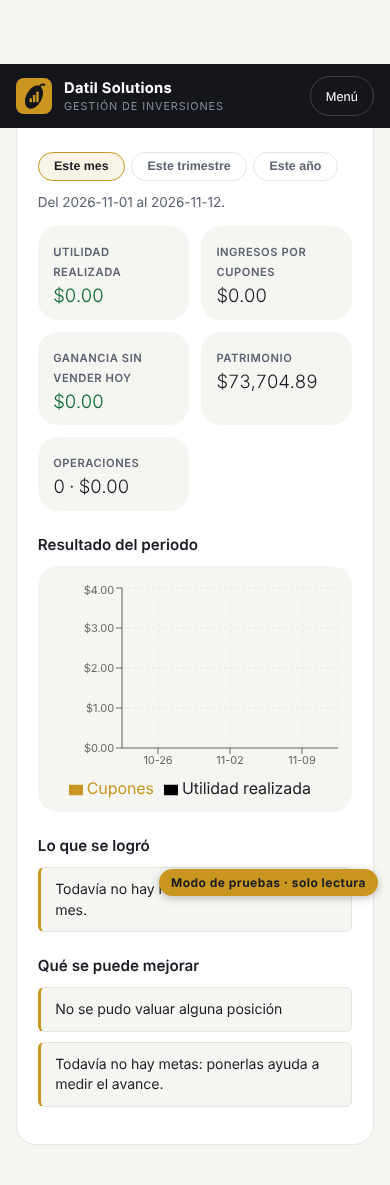 Datil Solutions
GESTIÓN DE INVERSIONES
Menú
Este mes
Este trimestre
Este año
Del 2026-11-01 al 2026-11-12.
UTILIDAD
REALIZADA
$0.00
INGRESOS POR
CUPONES
$0.00
GANANCIA SIN
VENDER HOY
$0.00
PATRIMONIO
$73,704.89
OPERACIONES
0 · $0.00
Resultado del periodo
$4.00
$3.00
$2.00
$1.00
$0.00
10-26
11-02
11-09
Cupones
Utilidad realizada
Lo que se logró
Todavía no hay
Modo de pruebas · solo lectura
mes.
Qué se puede mejorar
No se pudo valuar alguna posición
Todavía no hay metas: ponerlas ayuda a
medir el avance.